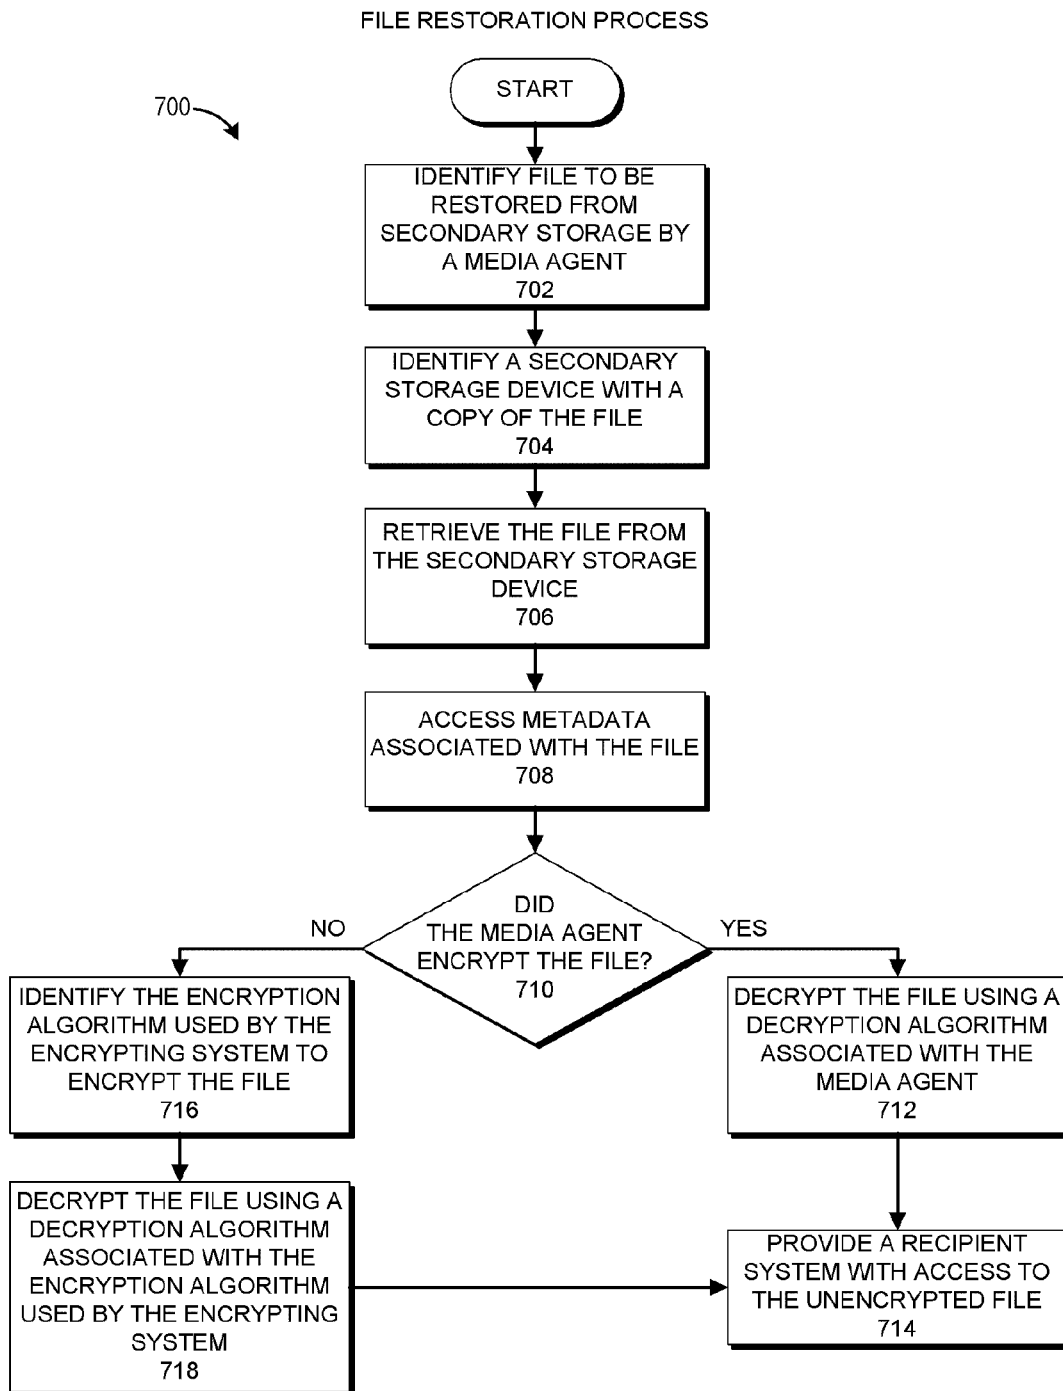 FILE RESTORATION PROCESS
START
700
IDENTIFY FILE TO BE
RESTORED FROM
SECONDARY STORAGE BY
A MEDIA AGENT
702
IDENTIFY A SECONDARY
STORAGE DEVICE WITH A
COPY OF THE FILE
704
RETRIEVE THE FILE FROM
THE SECONDARY STORAGE
DEVICE
706
ACCESS METADATA
ASSOCIATED WITH THE FILE
708
DID
THE MEDIA AGENT
ENCRYPT THE FILE?
710
NO
YES
IDENTIFY THE ENCRYPTION
ALGORITHM USED BY THE
ENCRYPTING SYSTEM TO
ENCRYPT THE FILE
716
DECRYPT THE FILE USING A
DECRYPTION ALGORITHM
ASSOCIATED WITH THE
MEDIA AGENT
712
DECRYPT THE FILE USING A
DECRYPTION ALGORITHM
ASSOCIATED WITH THE
ENCRYPTION ALGORITHM
USED BY THE ENCRYPTING
SYSTEM
718
PROVIDE A RECIPIENT
SYSTEM WITH ACCESS TO
THE UNENCRYPTED FILE
714